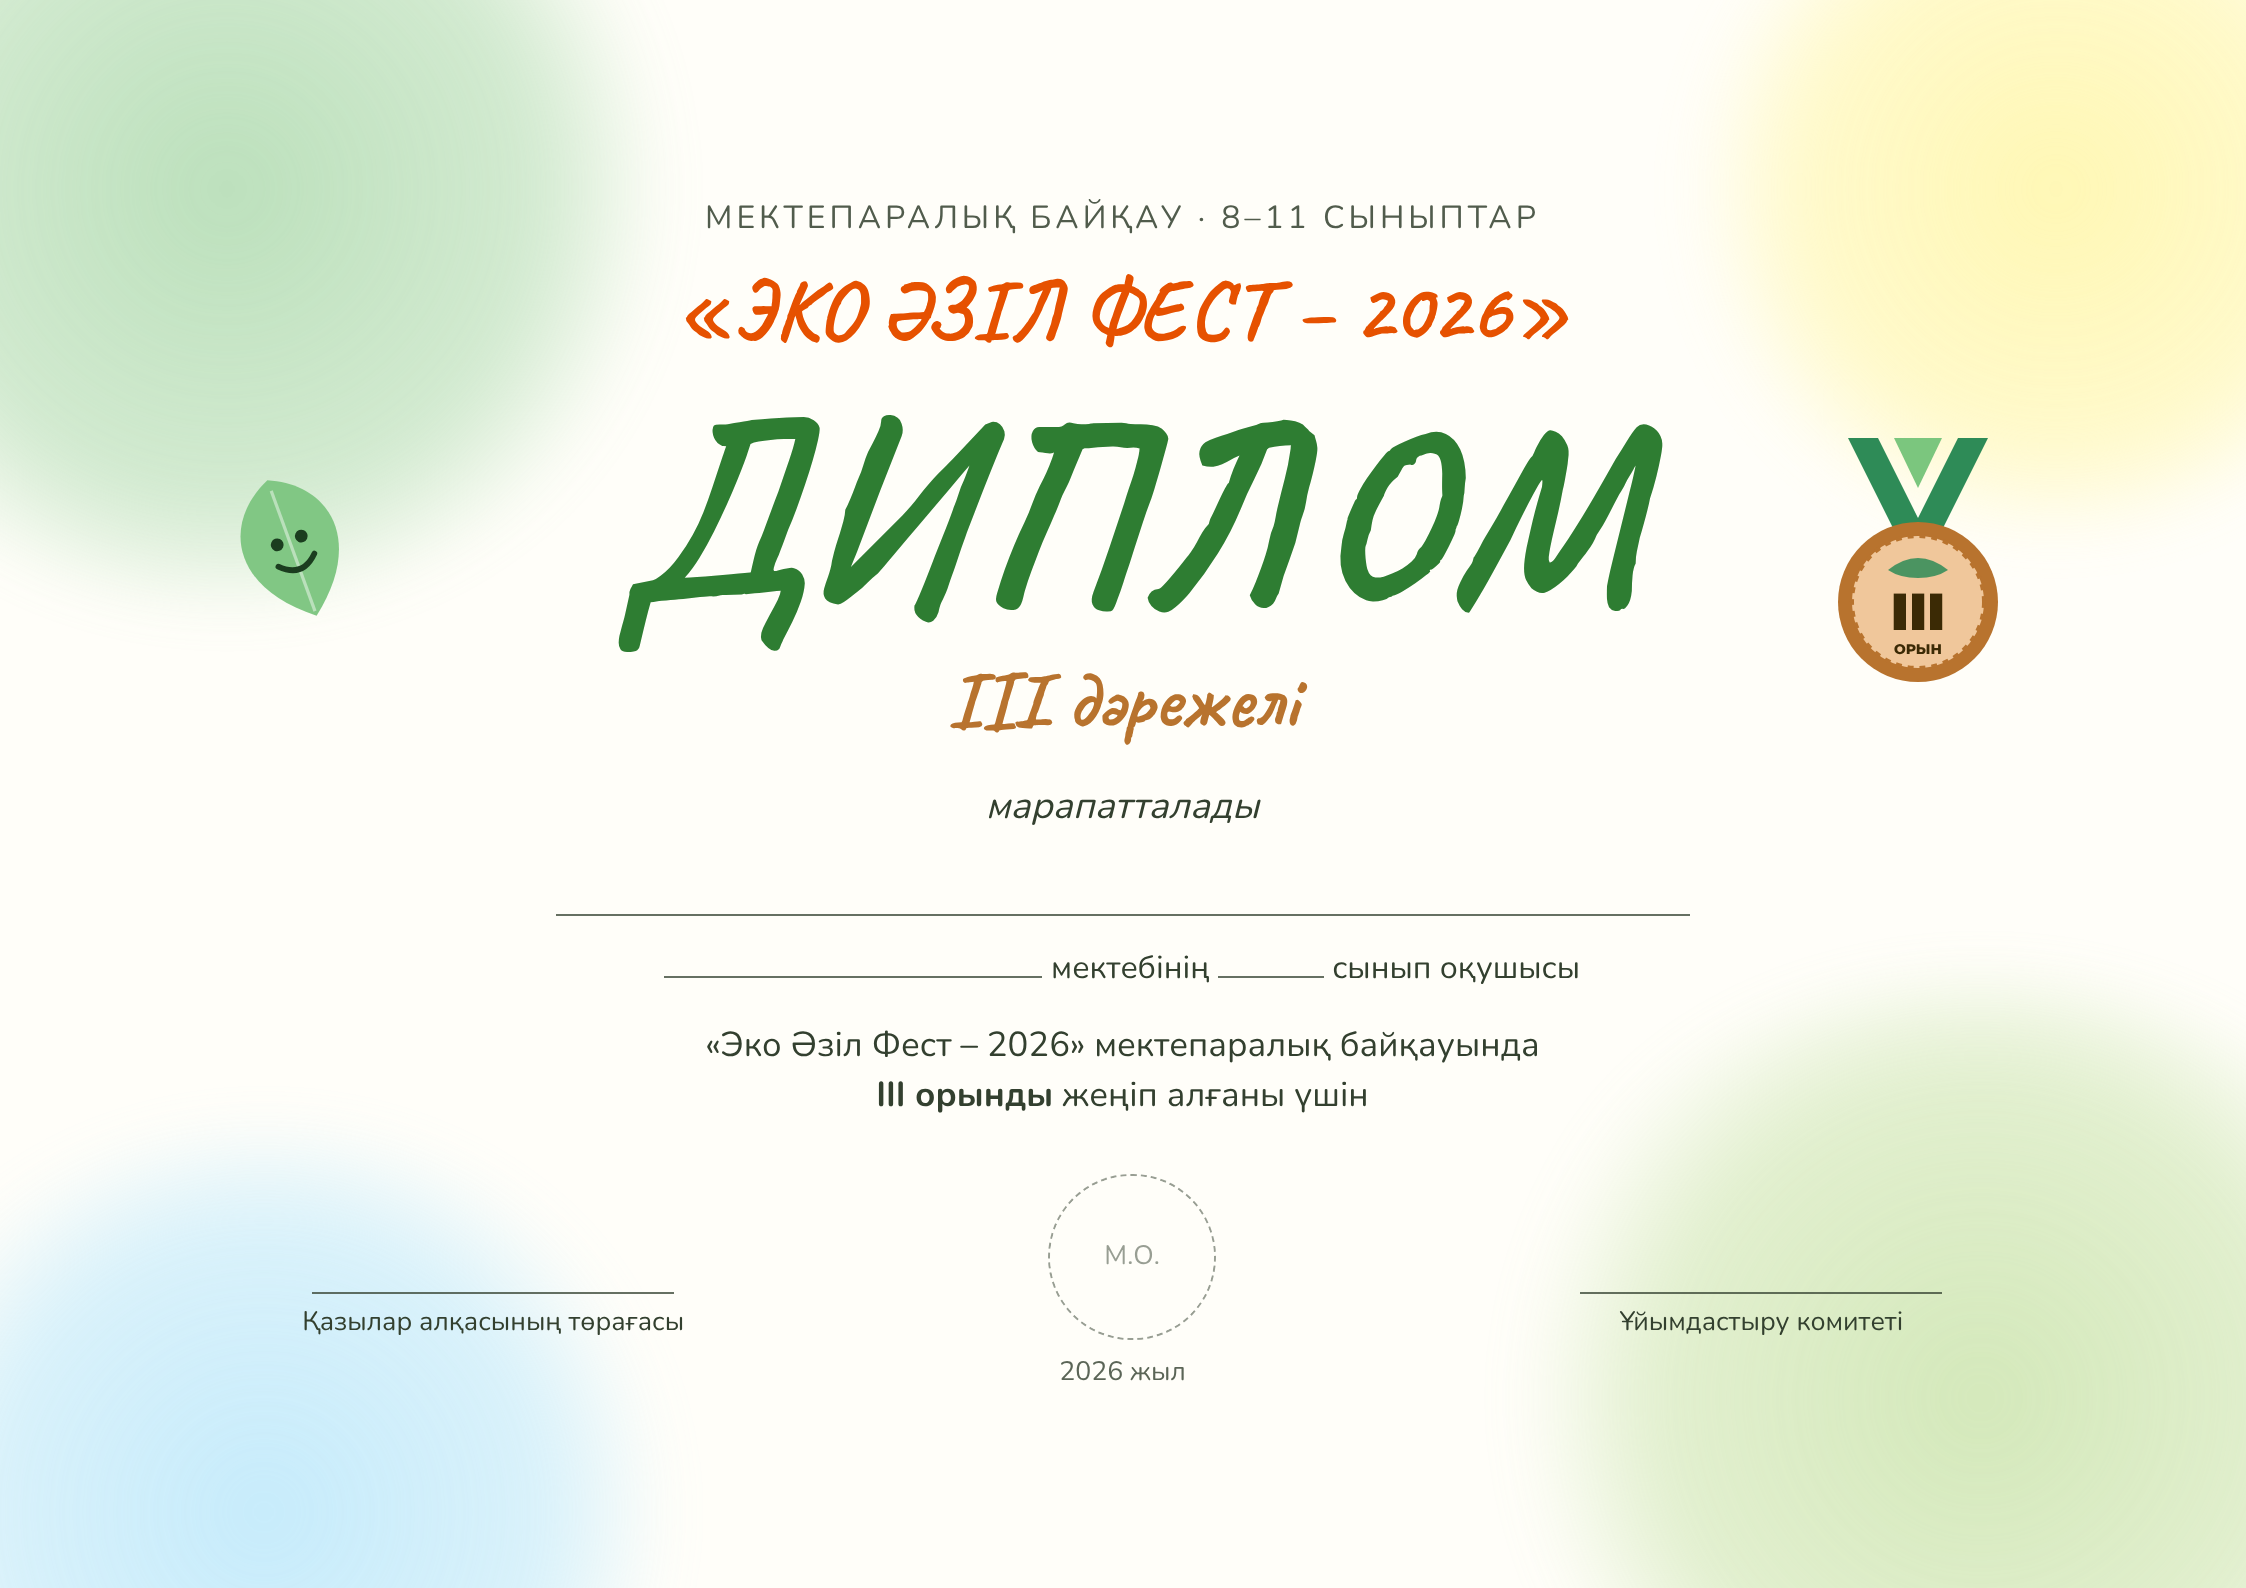 МЕКТЕПАРАЛЫҚ БАЙҚАУ · 8–11 СЫНЫПТАР
«ЭКО ӘЗІЛ ФЕСТ – 2026»
ДИПЛОМ
III дәрежелі
III
ОРЫН
марапатталады
мектебінің сынып оқушысы
«Эко Әзіл Фест – 2026» мектепаралық байқауында
III орынды жеңіп алғаны үшін
М.О.
Қазылар алқасының төрағасы
Ұйымдастыру комитеті
2026 жыл